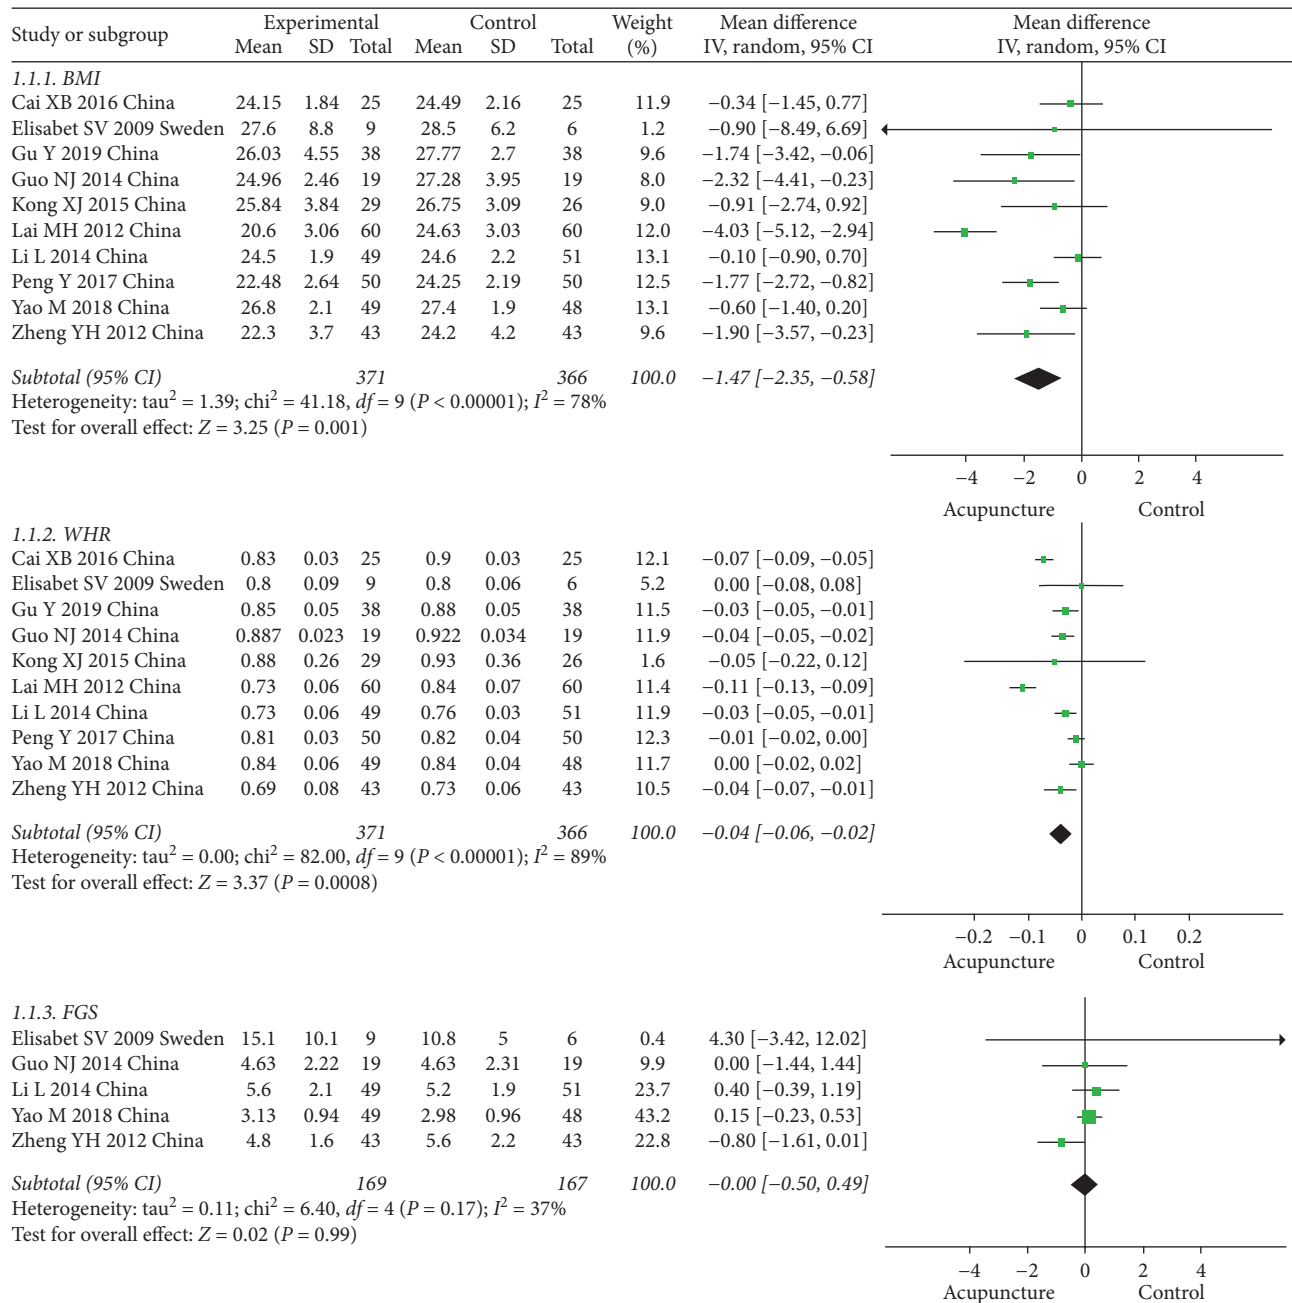 Study or subgroup Experimental Control Weight Mean difference Mean difference
Mean SD Total Mean SD Total (%) IV, random, 95% CI IV, random, 95% CI
1.1.1. BMI
Cai XB 2016 China 24.15 1.84 25 24.49 2.16 25 11.9 −0.34 [−1.45, 0.77]
Elisabet SV 2009 Sweden 27.6 8.8 9 28.5 6.2 6 1.2 −0.90 [−8.49, 6.69]
Gu Y 2019 China 26.03 4.55 38 27.77 2.7 38 9.6 −1.74 [−3.42, −0.06]
Guo NJ 2014 China 24.96 2.46 19 27.28 3.95 19 8.0 −2.32 [−4.41, −0.23]
Kong XJ 2015 China 25.84 3.84 29 26.75 3.09 26 9.0 −0.91 [−2.74, 0.92]
Lai MH 2012 China 20.6 3.06 60 24.63 3.03 60 12.0 −4.03 [−5.12, −2.94]
Li L 2014 China 24.5 1.9 49 24.6 2.2 51 13.1 −0.10 [−0.90, 0.70]
Peng Y 2017 China 22.48 2.64 50 24.25 2.19 50 12.5 −1.77 [−2.72, −0.82]
Yao M 2018 China 26.8 2.1 49 27.4 1.9 48 13.1 −0.60 [−1.40, 0.20]
Zheng YH 2012 China 22.3 3.7 43 24.2 4.2 43 9.6 −1.90 [−3.57, −0.23]
Subtotal (95% CI) 371 366 100.0 −1.47 [−2.35, −0.58]
Heterogeneity: tau² = 1.39; chi² = 41.18, df = 9 (P < 0.00001); I² = 78%
Test for overall effect: Z = 3.25 (P = 0.001)
−4 −2 0 2 4
Acupuncture Control
1.1.2. WHR
Cai XB 2016 China 0.83 0.03 25 0.9 0.03 25 12.1 −0.07 [−0.09, −0.05]
Elisabet SV 2009 Sweden 0.8 0.09 9 0.8 0.06 6 5.2 0.00 [−0.08, 0.08]
Gu Y 2019 China 0.85 0.05 38 0.88 0.05 38 11.5 −0.03 [−0.05, −0.01]
Guo NJ 2014 China 0.887 0.023 19 0.922 0.034 19 11.9 −0.04 [−0.05, −0.02]
Kong XJ 2015 China 0.88 0.26 29 0.93 0.36 26 1.6 −0.05 [−0.22, 0.12]
Lai MH 2012 China 0.73 0.06 60 0.84 0.07 60 11.4 −0.11 [−0.13, −0.09]
Li L 2014 China 0.73 0.06 49 0.76 0.03 51 11.9 −0.03 [−0.05, −0.01]
Peng Y 2017 China 0.81 0.03 50 0.82 0.04 50 12.3 −0.01 [−0.02, 0.00]
Yao M 2018 China 0.84 0.06 49 0.84 0.04 48 11.7 0.00 [−0.02, 0.02]
Zheng YH 2012 China 0.69 0.08 43 0.73 0.06 43 10.5 −0.04 [−0.07, −0.01]
Subtotal (95% CI) 371 366 100.0 −0.04 [−0.06, −0.02]
Heterogeneity: tau² = 0.00; chi² = 82.00, df = 9 (P < 0.00001); I² = 89%
Test for overall effect: Z = 3.37 (P = 0.0008)
−0.2 −0.1 0 0.1 0.2
Acupuncture Control
1.1.3. FGS
Elisabet SV 2009 Sweden 15.1 10.1 9 10.8 5 6 0.4 4.30 [−3.42, 12.02]
Guo NJ 2014 China 4.63 2.22 19 4.63 2.31 19 9.9 0.00 [−1.44, 1.44]
Li L 2014 China 5.6 2.1 49 5.2 1.9 51 23.7 0.40 [−0.39, 1.19]
Yao M 2018 China 3.13 0.94 49 2.98 0.96 48 43.2 0.15 [−0.23, 0.53]
Zheng YH 2012 China 4.8 1.6 43 5.6 2.2 43 22.8 −0.80 [−1.61, 0.01]
Subtotal (95% CI) 169 167 100.0 −0.00 [−0.50, 0.49]
Heterogeneity: tau² = 0.11; chi² = 6.40, df = 4 (P = 0.17); I² = 37%
Test for overall effect: Z = 0.02 (P = 0.99)
−4 −2 0 2 4
Acupuncture Control